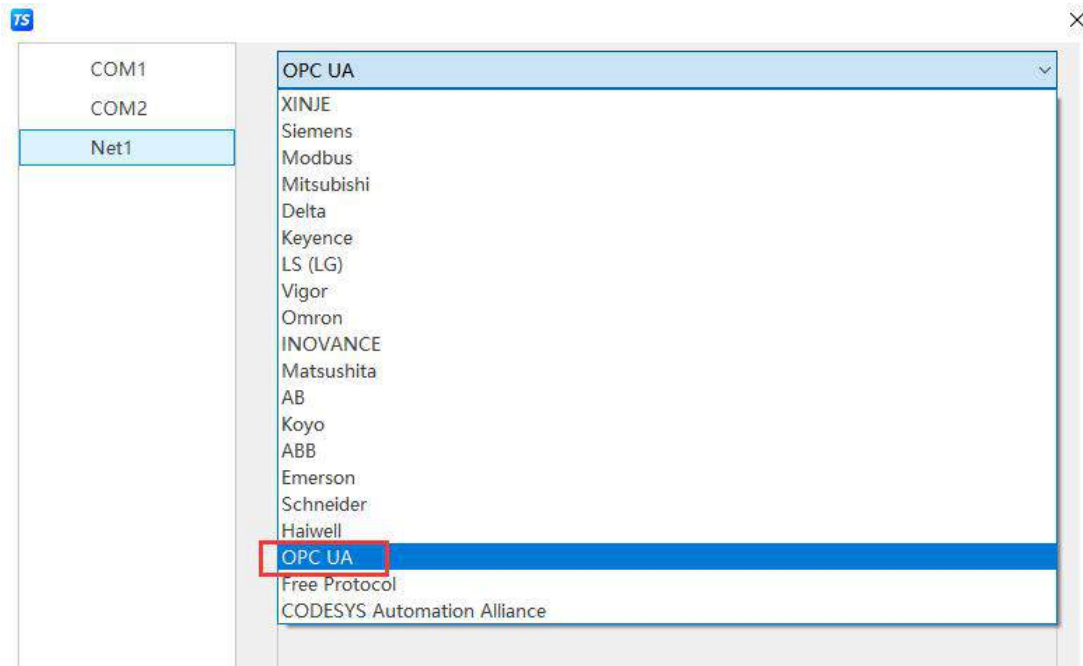 TS
COM1
COM2
Net1
OPC UA
XINJE
Siemens
Modbus
Mitsubishi
Delta
Keyence
LS (LG)
Vigor
Omron
INOVANCE
Matsushita
AB
Koyo
ABB
Emerson
Schneider
Haiwell
OPC UA
Free Protocol
CODESYS Automation Alliance